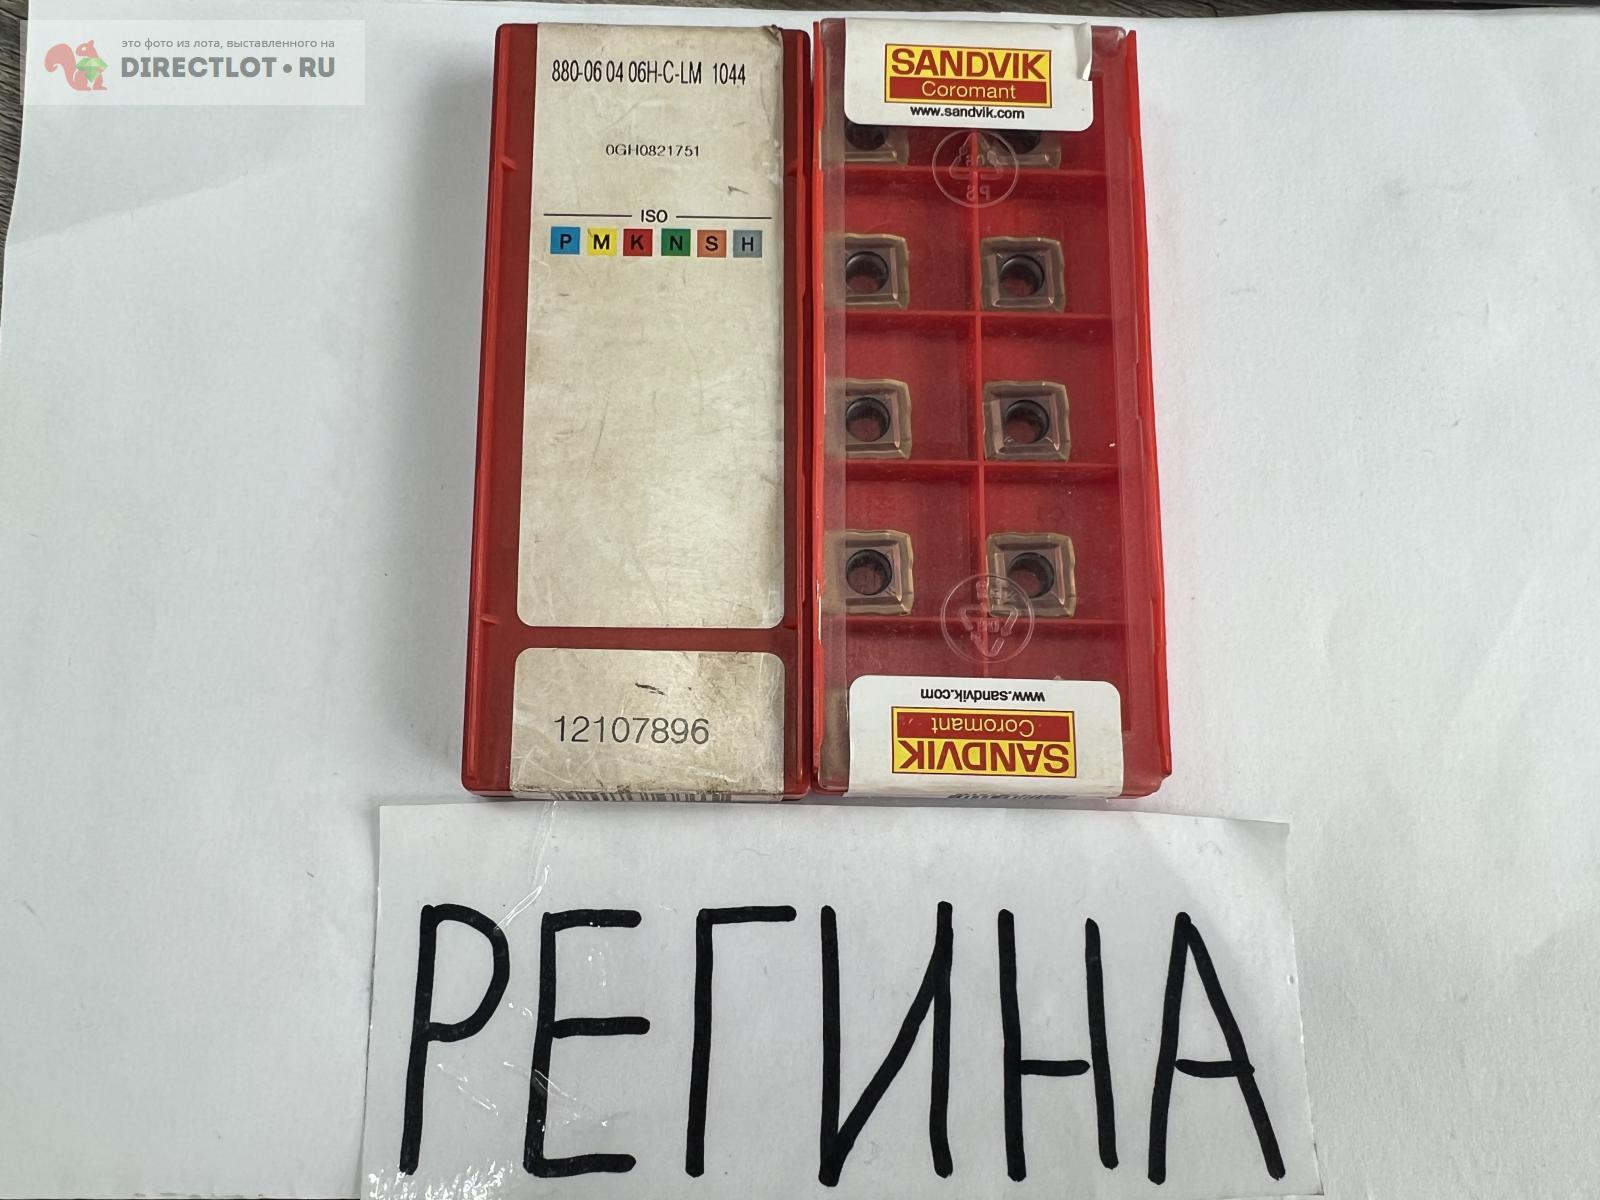 это фото из лота, выставленного на
DIRECTLOT•RU
880-06 04 06H-C-LM 1044
0GH0821751
ISO
P M K N S H
12107896
SANDVIK
Coromant
www.sandvik.com
PS
www.sandvik.com
Coromant
SANDVIK
РЕГИНА